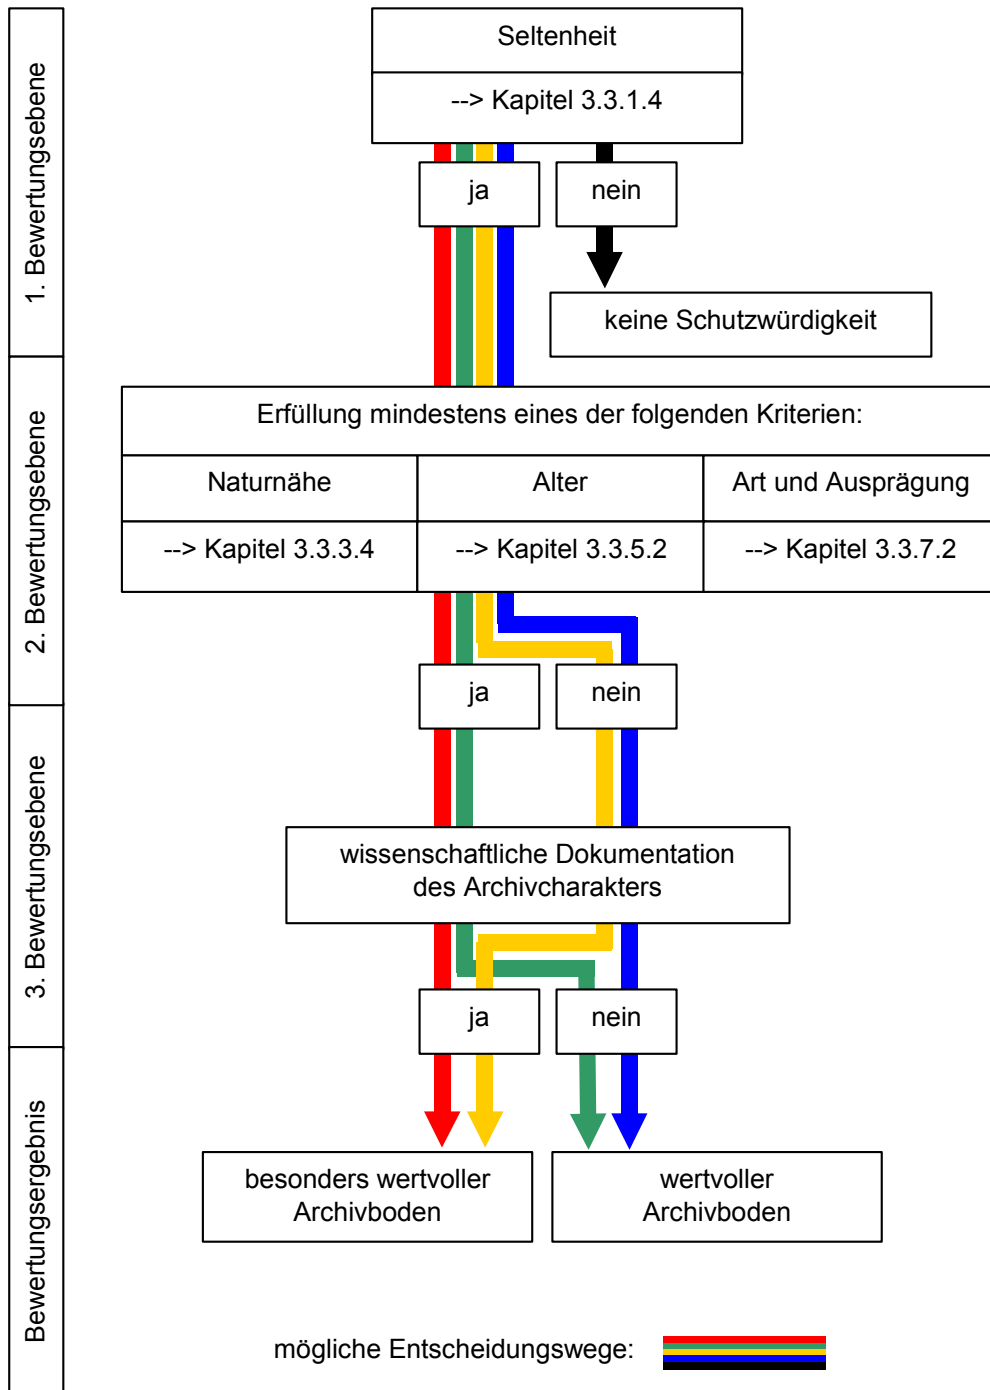 1. Bewertungsebene
Seltenheit
--> Kapitel 3.3.1.4
ja
nein
keine Schutzwürdigkeit
2. Bewertungsebene
Erfüllung mindestens eines der folgenden Kriterien:
Naturnähe
Alter
Art und Ausprägung
--> Kapitel 3.3.3.4
--> Kapitel 3.3.5.2
--> Kapitel 3.3.7.2
ja
nein
3. Bewertungsebene
wissenschaftliche Dokumentation
des Archivcharakters
ja
nein
Bewertungsergebnis
besonders wertvoller
Archivboden
wertvoller
Archivboden
mögliche Entscheidungswege: